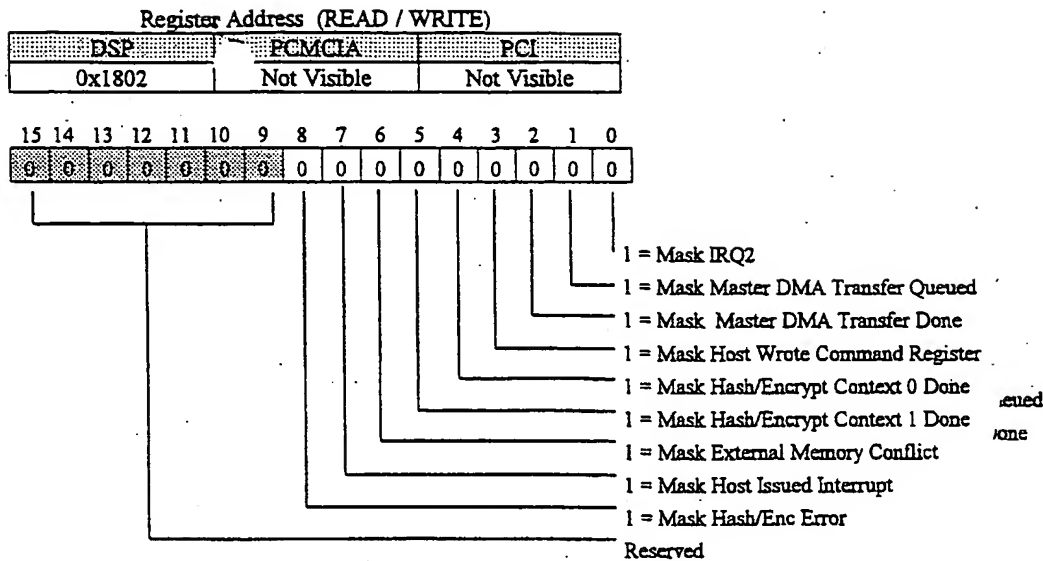 Register Address (READ / WRITE)
DSP PCMCIA PCI
0x1802 Not Visible Not Visible
15 14 13 12 11 10 9 8 7 6 5 4 3 2 1 0
0 0 0 0 0 0 0 0 0 0 0 0 0 0 0 0
1 = Mask IRQ2
1 = Mask Master DMA Transfer Queued
1 = Mask Master DMA Transfer Done
1 = Mask Host Wrote Command Register
1 = Mask Hash/Encrypt Context 0 Done
eued
1 = Mask Hash/Encrypt Context 1 Done
one
1 = Mask External Memory Conflict
1 = Mask Host Issued Interrupt
1 = Mask Hash/Enc Error
Reserved